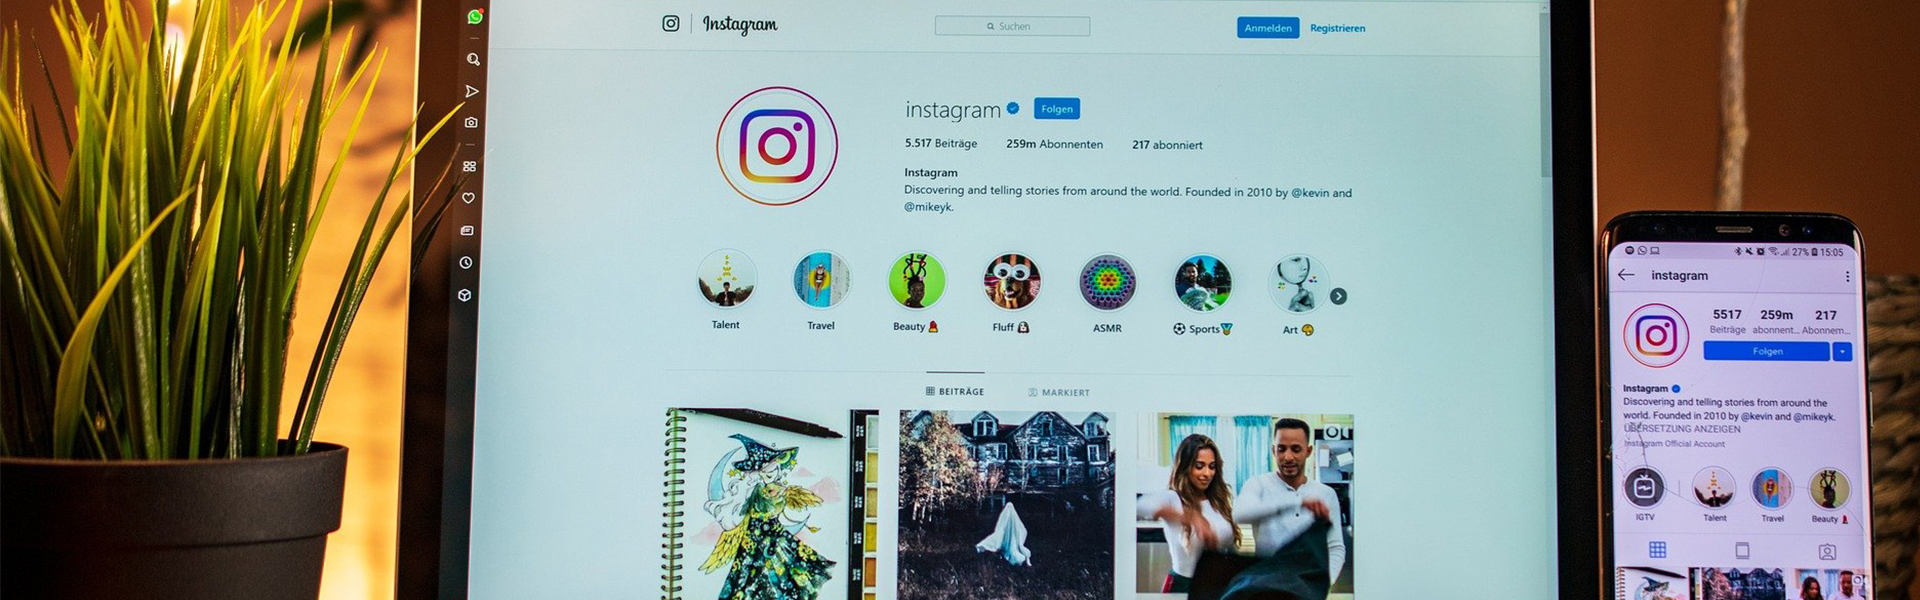 Instagram
Suchen
Anmelden
Registrieren
instagram
Folgen
5.517 Beiträge 259m Abonnenten 217 abonniert
Instagram
Discovering and telling stories from around the world. Founded in 2010 by @kevin and
@mikeyk.
Talent
Travel
Beauty
Fluff
ASMR
Sports
Art
BEITRÄGE
MARKIERT
27% 15:05
instagram
5517 259m 217
Beiträge abonnent... Abonnem...
Folgen
Instagram
Discovering and telling stories from around the
world. Founded in 2010 by @kevin and @mikeyk.
ÜBERSETZUNG ANZEIGEN
Instagram Official Account
IGTV
Talent
Travel
Beauty